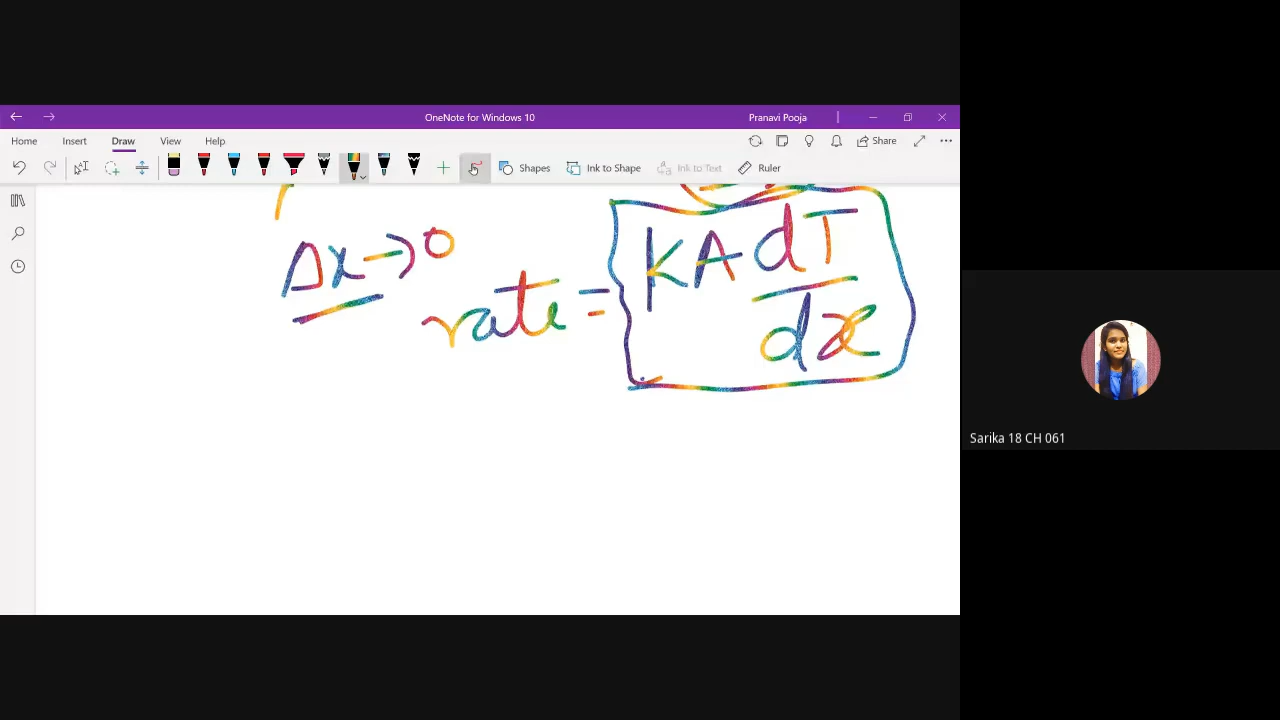 OneNote for Windows 10
Pranavi Pooja
Home Insert Draw View Help
Share
Shapes Ink to Shape Ink to Text Ruler
Δx → 0
rate = KA dT
dx
Sarika 18 CH 061